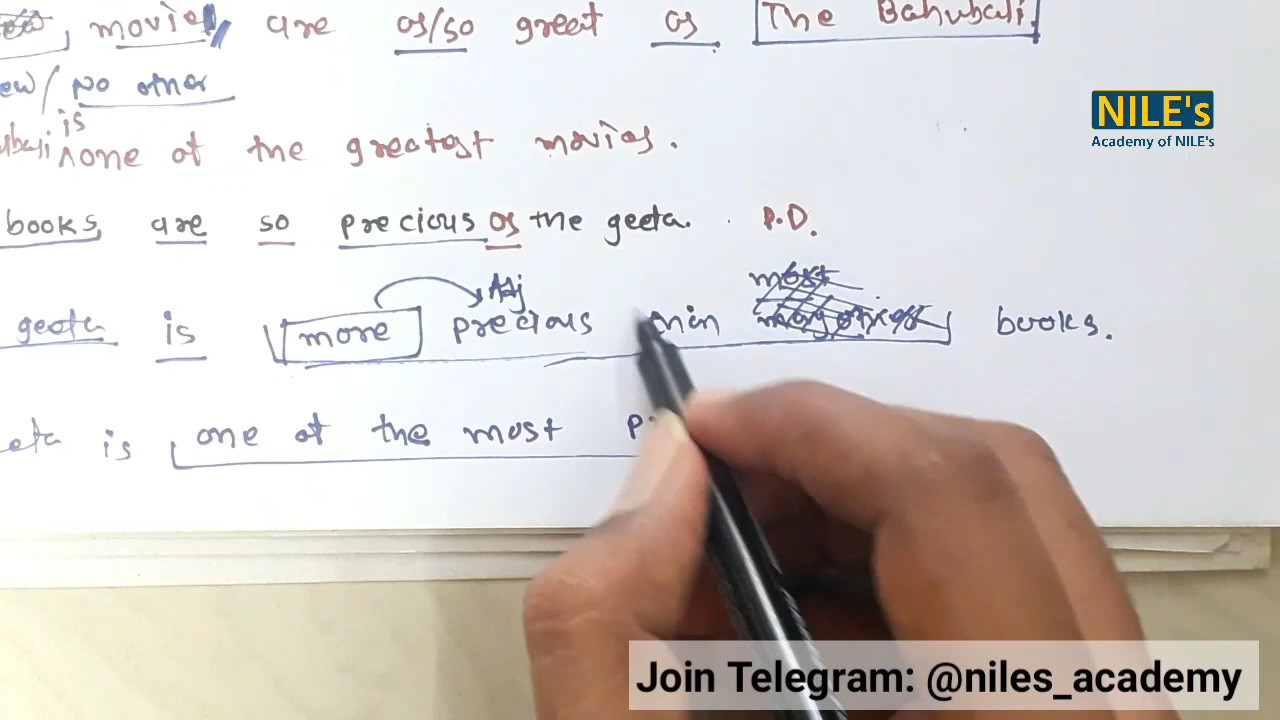 movies are as/so great as The Bahubali.
/ No other
is
one of the greatest movies.
books are so precious as the geeta. P.D.
Adj most
geeta is more precious than books.
is one of the most
NILE's
Academy of NILE's
Join Telegram: @niles_academy